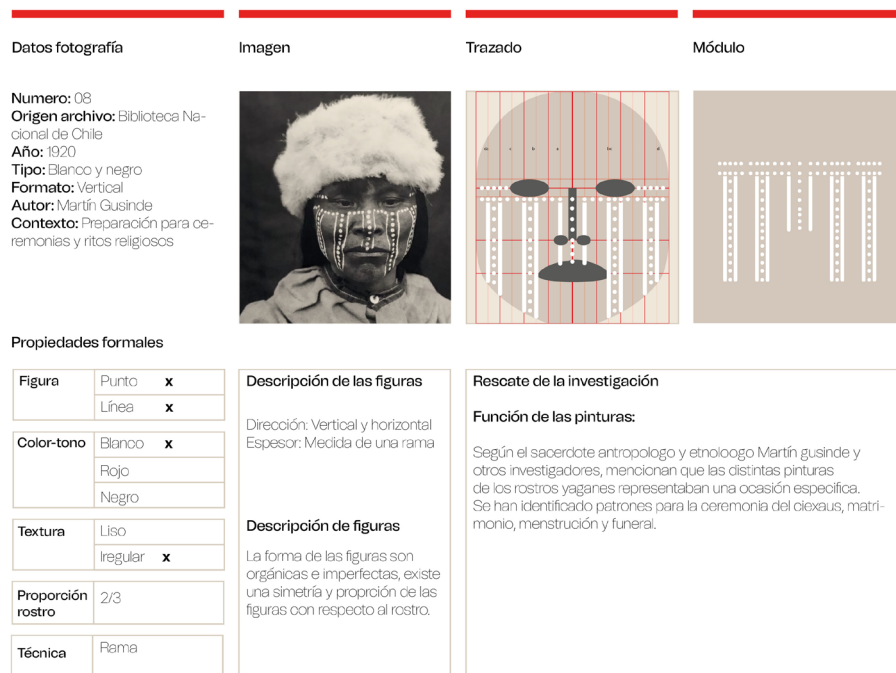 Datos fotografía
Imagen
Trazado
Módulo
Numero: 08
Origen archivo: Biblioteca Na-
cional de Chile
Año: 1920
Tipo: Blanco y negro
Formato: Vertical
Autor: Martín Gusinde
Contexto: Preparación para ce-
remonias y ritos religiosos
Propiedades formales
Figura
Punto x
Línea x
Color-tono
Blanco x
Rojo
Negro
Textura
Liso
Iregular x
Proporción
rostro
2/3
Técnica
Rama
Descripción de las figuras
Dirección: Vertical y horizontal
Espesor: Medida de una rama
Descripción de figuras
La forma de las figuras son
orgánicas e imperfectas, existe
una simetría y proprción de las
figuras con respecto al rostro.
Rescate de la investigación
Función de las pinturas:
Según el sacerdote antropologo y etnoloogo Martín gusinde y
otros investigadores, mencionan que las distintas pinturas
de los rostros yaganes representaban una ocasión especifica.
Se han identificado patrones para la ceremonia del ciexaus, matri-
monio, menstrución y funeral.